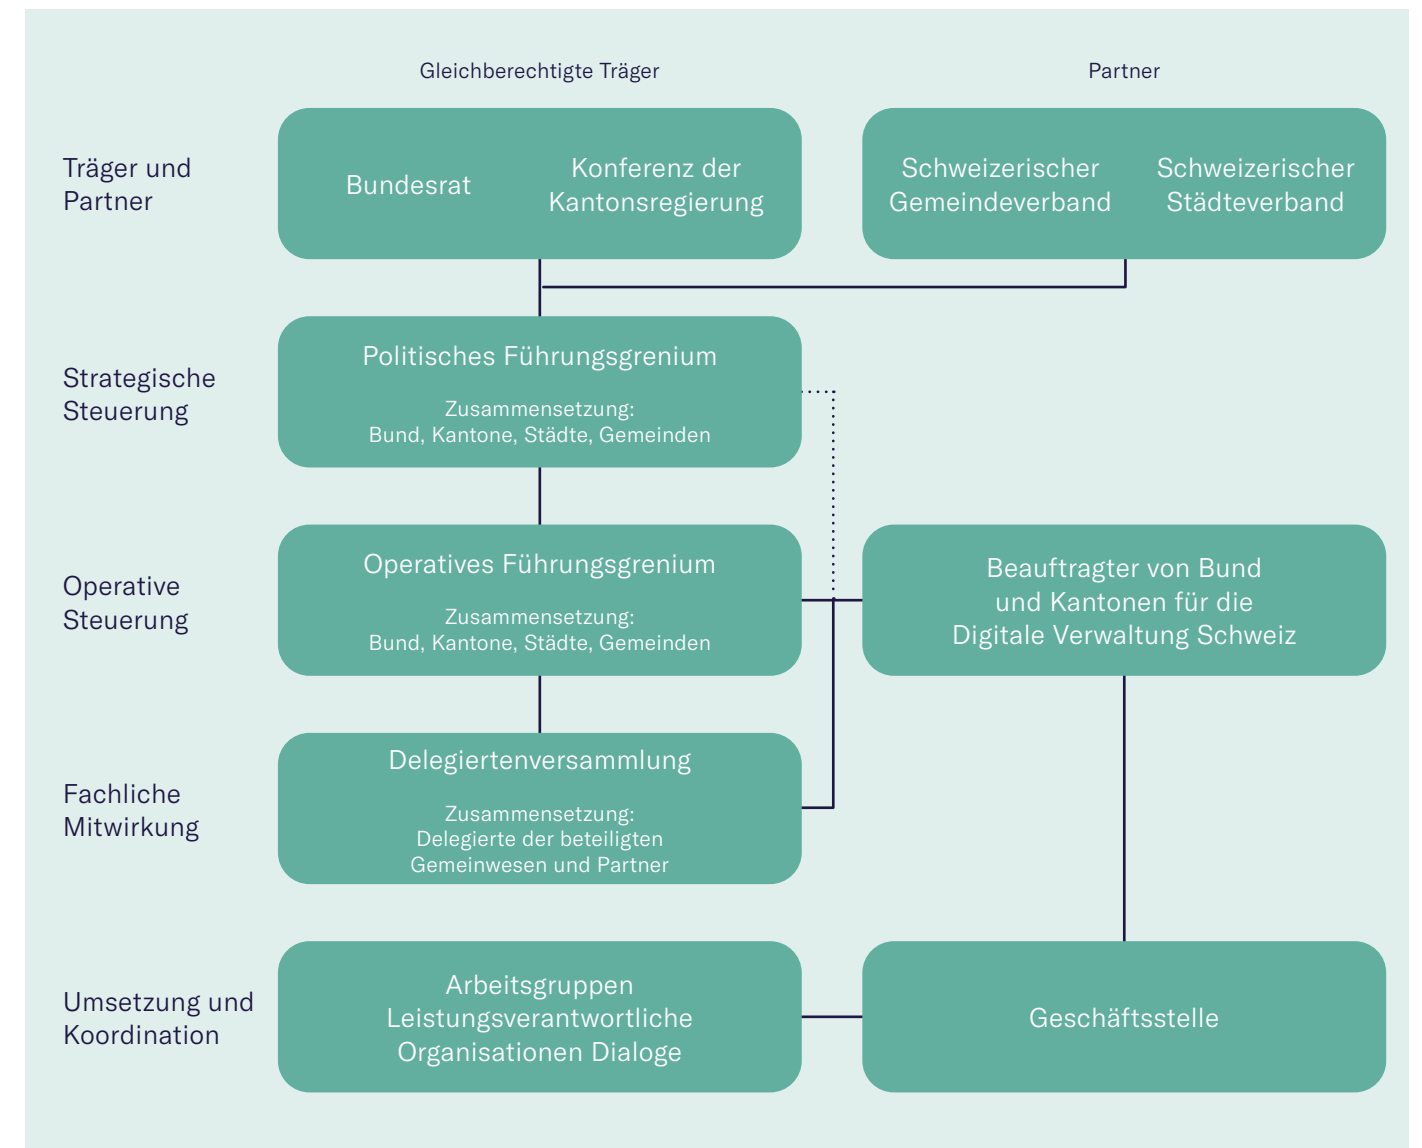 Gleichberechtigte Träger
Partner
Träger und
Partner
Bundesrat
Konferenz der
Kantonsregierung
Schweizerischer
Gemeindeverband
Schweizerischer
Städteverband
Strategische
Steuerung
Politisches Führungsgrenium
Zusammensetzung:
Bund, Kantone, Städte, Gemeinden
Operative
Steuerung
Operatives Führungsgrenium
Zusammensetzung:
Bund, Kantone, Städte, Gemeinden
Beauftragter von Bund
und Kantonen für die
Digitale Verwaltung Schweiz
Fachliche
Mitwirkung
Delegiertenversammlung
Zusammensetzung:
Delegierte der beteiligten
Gemeinwesen und Partner
Umsetzung und
Koordination
Arbeitsgruppen
Leistungsverantwortliche
Organisationen Dialoge
Geschäftsstelle